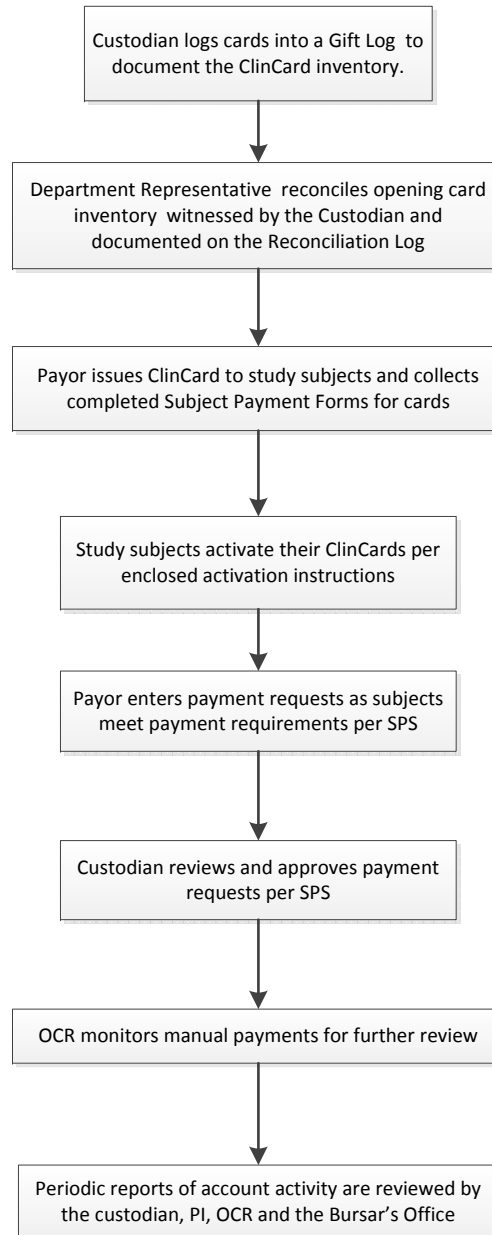 Custodian logs cards into a Gift Log to
document the ClinCard inventory.
Department Representative reconciles opening card
inventory witnessed by the Custodian and
documented on the Reconciliation Log
Payor issues ClinCard to study subjects and collects
completed Subject Payment Forms for cards
Study subjects activate their ClinCards per
enclosed activation instructions
Payor enters payment requests as subjects
meet payment requirements per SPS
Custodian reviews and approves payment
requests per SPS
OCR monitors manual payments for further review
Periodic reports of account activity are reviewed by
the custodian, PI, OCR and the Bursar’s Office